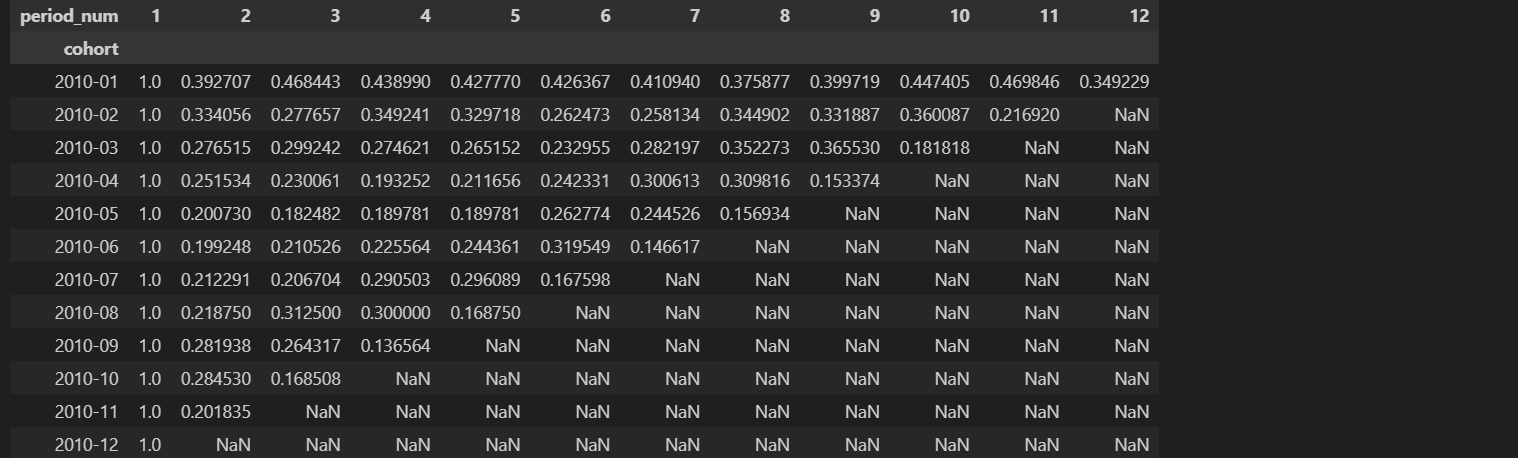 period_num 1 2 3 4 5 6 7 8 9 10 11 12
cohort
2010-01 1.0 0.392707 0.468443 0.438990 0.427770 0.426367 0.410940 0.375877 0.399719 0.447405 0.469846 0.349229
2010-02 1.0 0.334056 0.277657 0.349241 0.329718 0.262473 0.258134 0.344902 0.331887 0.360087 0.216920 NaN
2010-03 1.0 0.276515 0.299242 0.274621 0.265152 0.232955 0.282197 0.352273 0.365530 0.181818 NaN NaN
2010-04 1.0 0.251534 0.230061 0.193252 0.211656 0.242331 0.300613 0.309816 0.153374 NaN NaN NaN
2010-05 1.0 0.200730 0.182482 0.189781 0.189781 0.262774 0.244526 0.156934 NaN NaN NaN NaN
2010-06 1.0 0.199248 0.210526 0.225564 0.244361 0.319549 0.146617 NaN NaN NaN NaN NaN
2010-07 1.0 0.212291 0.206704 0.290503 0.296089 0.167598 NaN NaN NaN NaN NaN NaN
2010-08 1.0 0.218750 0.312500 0.300000 0.168750 NaN NaN NaN NaN NaN NaN NaN
2010-09 1.0 0.281938 0.264317 0.136564 NaN NaN NaN NaN NaN NaN NaN NaN
2010-10 1.0 0.284530 0.168508 NaN NaN NaN NaN NaN NaN NaN NaN NaN
2010-11 1.0 0.201835 NaN NaN NaN NaN NaN NaN NaN NaN NaN NaN
2010-12 1.0 NaN NaN NaN NaN NaN NaN NaN NaN NaN NaN NaN